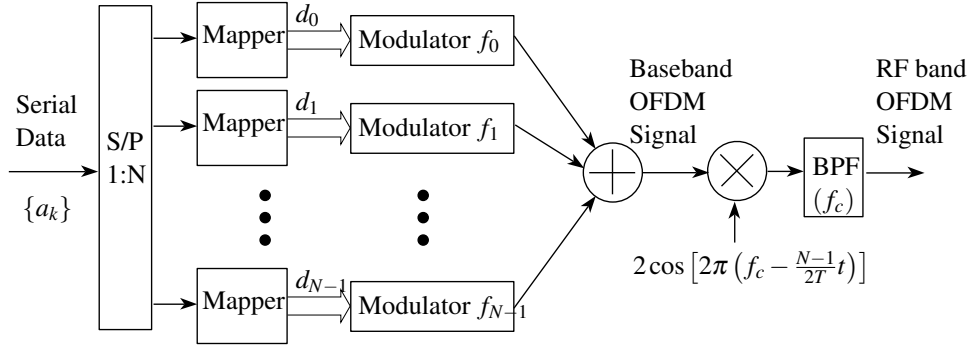 Serial
Data
{a_k}
S/P
1:N
Mapper
d_0
Modulator f_0
Mapper
d_1
Modulator f_1
Mapper
d_{N−1}
Modulator f_{N−1}
Baseband
OFDM
Signal
2cos[2π(f_c − \frac{N−1}{2T}t)]
BPF
(f_c)
RF band
OFDM
Signal